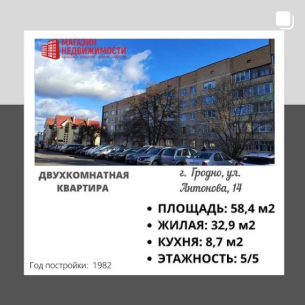 МАГАЗИН
НЕДВИЖИМОСТИ
ДВУХКОМНАТНАЯ
КВАРТИРА
г. Гродно, ул.
Антонова, 14
• ПЛОЩАДЬ: 58,4 м2
• ЖИЛАЯ: 32,9 м2
• КУХНЯ: 8,7 м2
• ЭТАЖНОСТЬ: 5/5
Год постройки: 1982